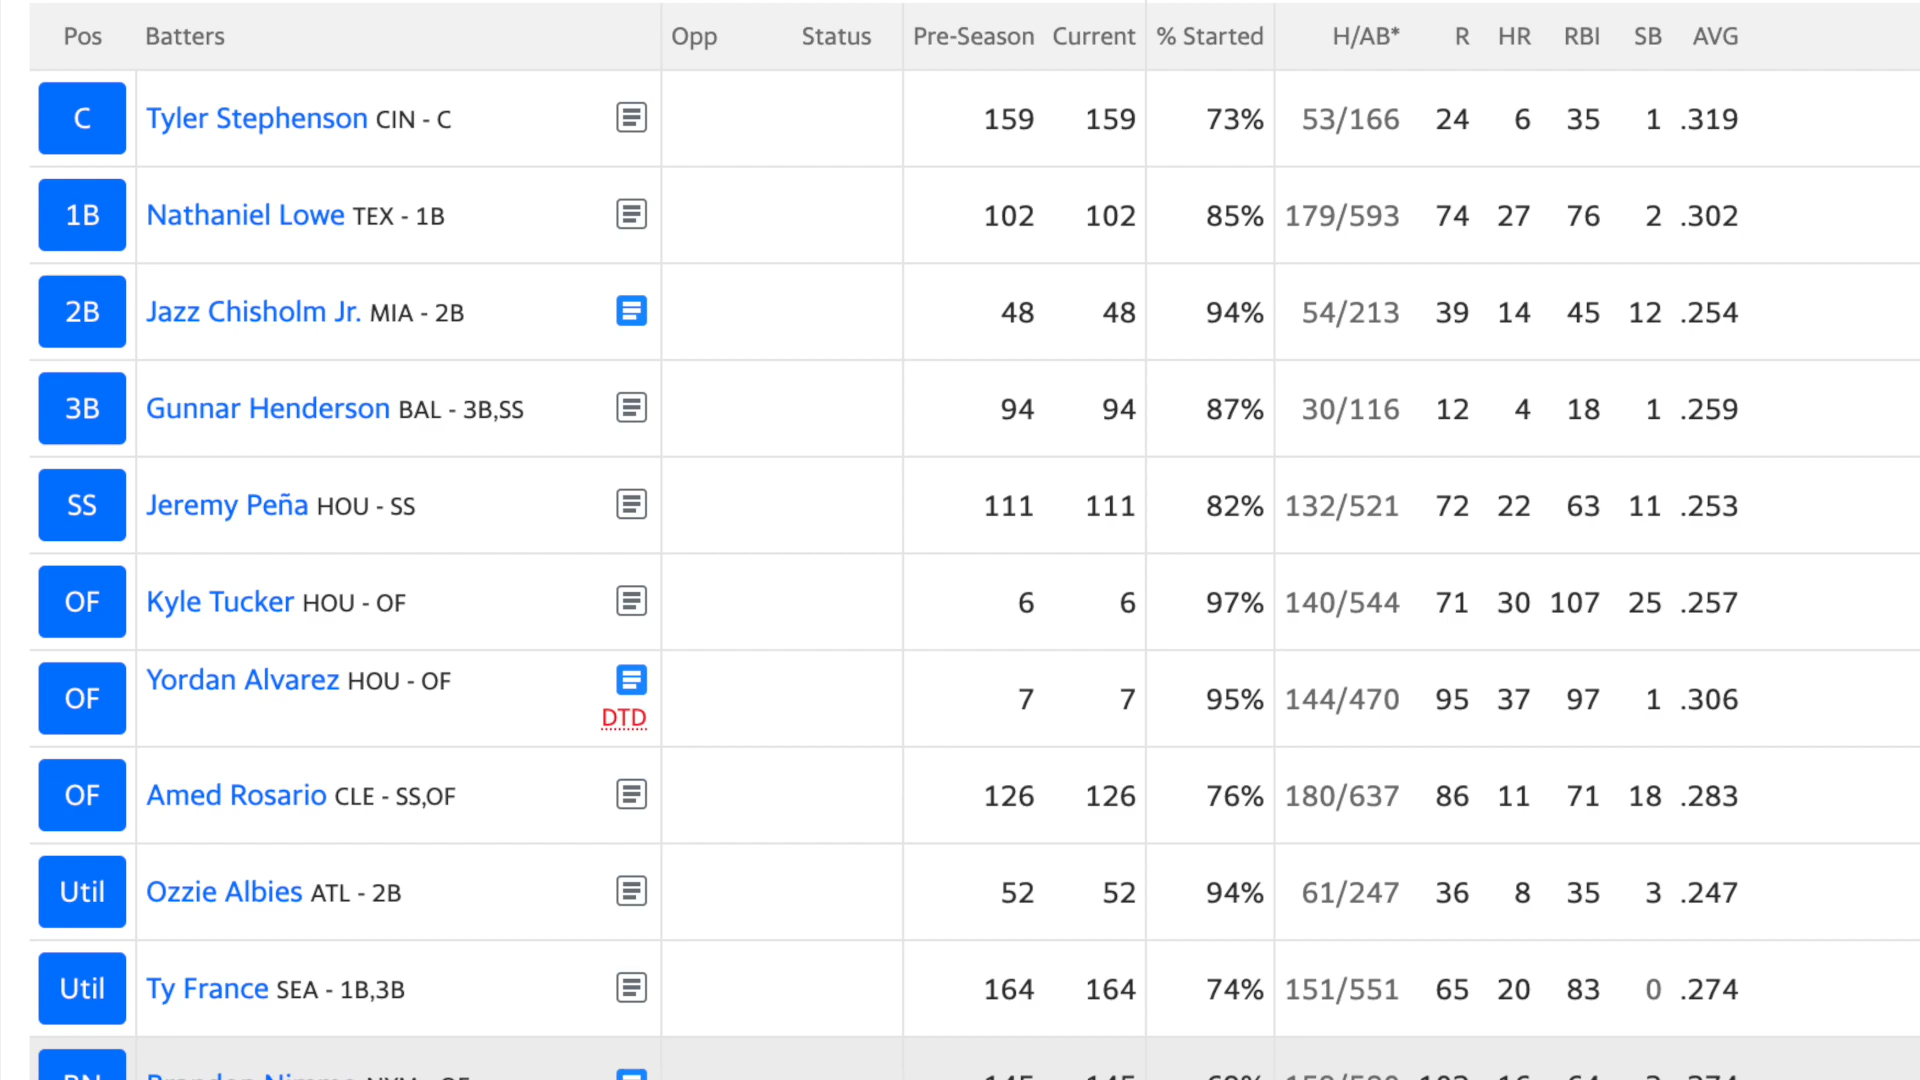 Pos Batters Opp Status Pre-Season Current % Started H/AB* R HR RBI SB AVG
C Tyler Stephenson CIN - C 159 159 73% 53/166 24 6 35 1 .319
1B Nathaniel Lowe TEX - 1B 102 102 85% 179/593 74 27 76 2 .302
2B Jazz Chisholm Jr. MIA - 2B 48 48 94% 54/213 39 14 45 12 .254
3B Gunnar Henderson BAL - 3B,SS 94 94 87% 30/116 12 4 18 1 .259
SS Jeremy Peña HOU - SS 111 111 82% 132/521 72 22 63 11 .253
OF Kyle Tucker HOU - OF 6 6 97% 140/544 71 30 107 25 .257
OF Yordan Alvarez HOU - OF 7 7 95% 144/470 95 37 97 1 .306
DTD
OF Amed Rosario CLE - SS,OF 126 126 76% 180/637 86 11 71 18 .283
Util Ozzie Albies ATL - 2B 52 52 94% 61/247 36 8 35 3 .247
Util Ty France SEA - 1B,3B 164 164 74% 151/551 65 20 83 0 .274
BN Brandon Nimmo NYM - OF 145 145